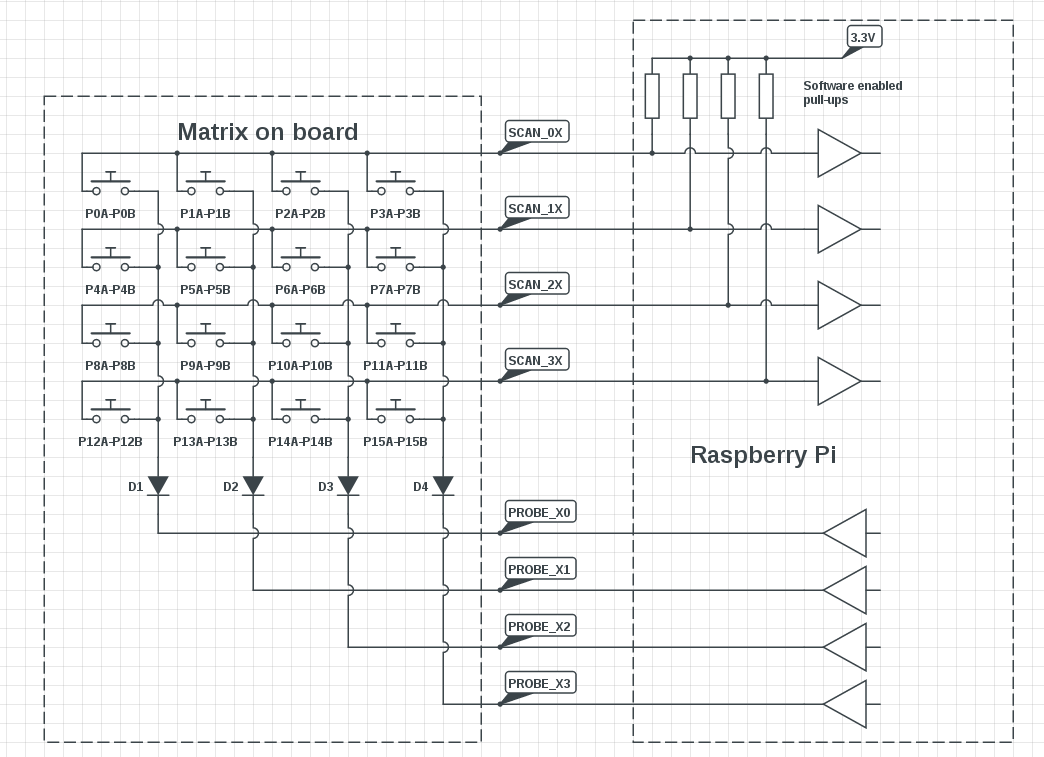 3.3V
Software enabled
pull-ups
Matrix on board
SCAN_0X
P0A-P0B
P1A-P1B
P2A-P2B
P3A-P3B
SCAN_1X
P4A-P4B
P5A-P5B
P6A-P6B
P7A-P7B
SCAN_2X
P8A-P8B
P9A-P9B
P10A-P10B
P11A-P11B
SCAN_3X
P12A-P12B
P13A-P13B
P14A-P14B
P15A-P15B
Raspberry Pi
D1
D2
D3
D4
PROBE_X0
PROBE_X1
PROBE_X2
PROBE_X3